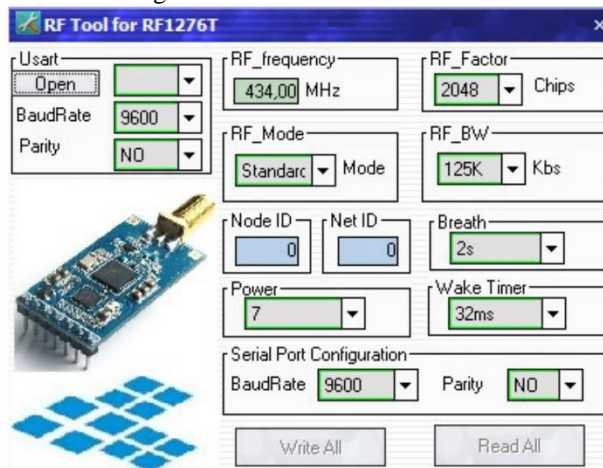 RF Tool for RF1276T
Usart
Open
BaudRate 9600
Parity NO
RF_frequency
434,00 MHz
RF_Factor
2048 Chips
RF_Mode
Standarc Mode
RF_BW
125K Kbs
Node ID
0
Net ID
0
Breath
2s
Power
7
Wake Timer
32ms
Serial Port Configuration
BaudRate 9600 Parity NO
Write All
Read All